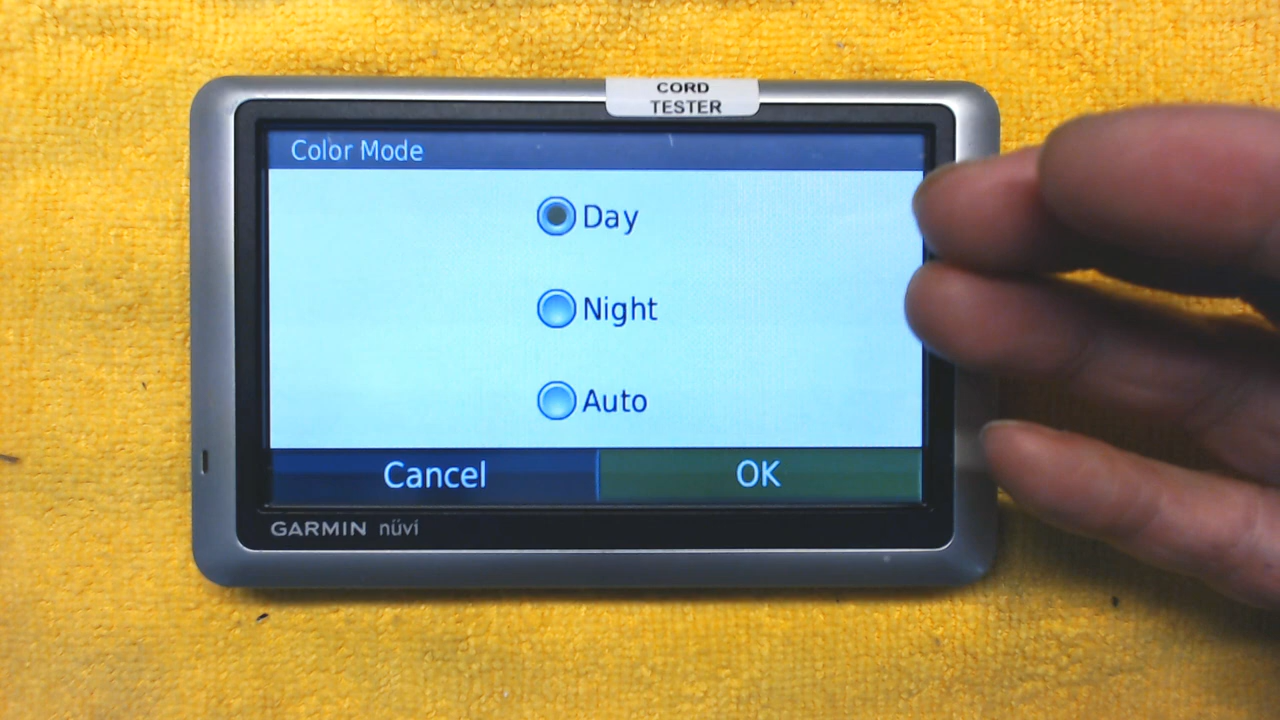 CORD
TESTER
Color Mode
Day
Night
Auto
Cancel
OK
GARMIN nüvi